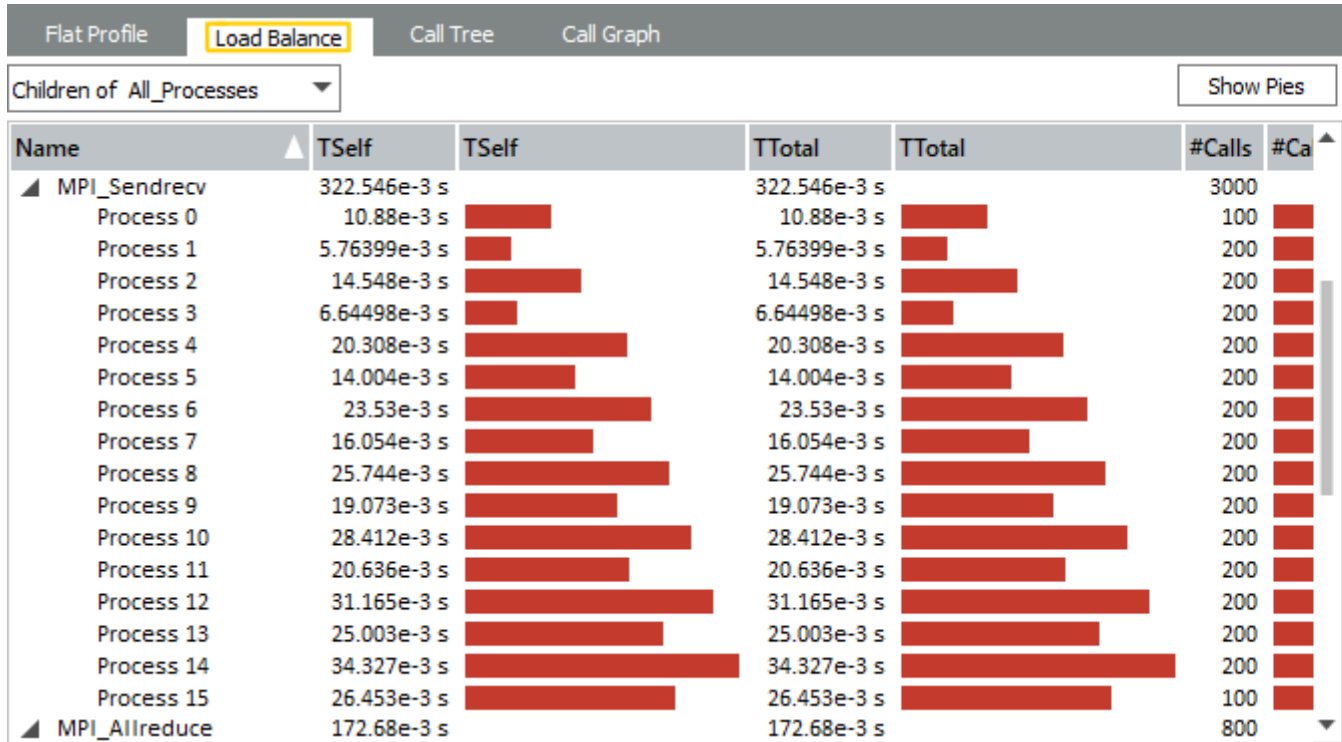 Flat Profile Load Balance Call Tree Call Graph
Children of All_Processes Show Pies
Name TSelf TSelf TTotal TTotal #Calls #Cal
MPI_Sendrecv 322.546e-3 s 322.546e-3 s 3000
Process 0 10.88e-3 s 10.88e-3 s 100
Process 1 5.76399e-3 s 5.76399e-3 s 200
Process 2 14.548e-3 s 14.548e-3 s 200
Process 3 6.64498e-3 s 6.64498e-3 s 200
Process 4 20.308e-3 s 20.308e-3 s 200
Process 5 14.004e-3 s 14.004e-3 s 200
Process 6 23.53e-3 s 23.53e-3 s 200
Process 7 16.054e-3 s 16.054e-3 s 200
Process 8 25.744e-3 s 25.744e-3 s 200
Process 9 19.073e-3 s 19.073e-3 s 200
Process 10 28.412e-3 s 28.412e-3 s 200
Process 11 20.636e-3 s 20.636e-3 s 200
Process 12 31.165e-3 s 31.165e-3 s 200
Process 13 25.003e-3 s 25.003e-3 s 200
Process 14 34.327e-3 s 34.327e-3 s 200
Process 15 26.453e-3 s 26.453e-3 s 100
MPI_Allreduce 172.68e-3 s 172.68e-3 s 800